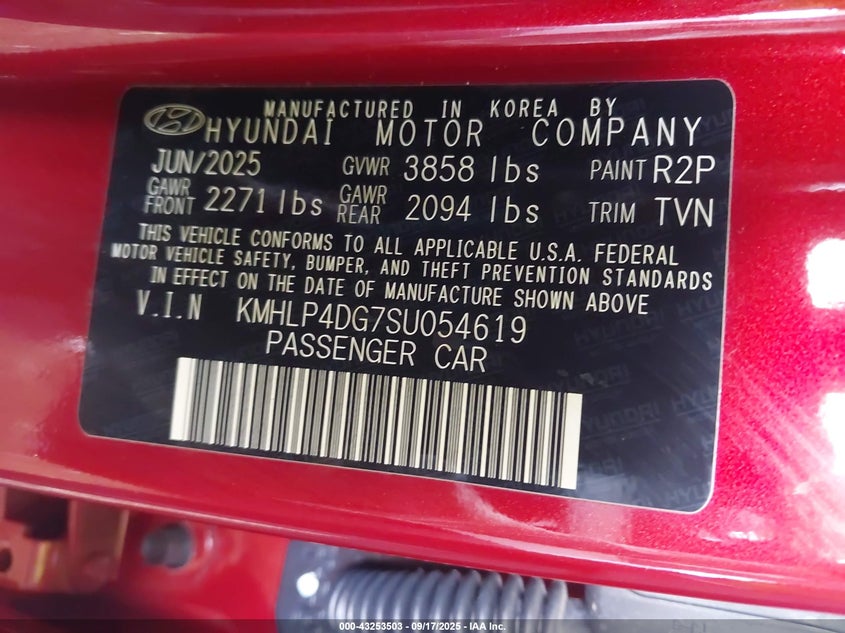 MANUFACTURED IN KOREA BY
HYUNDAI MOTOR COMPANY
JUN/2025 GVWR 3858 lbs PAINT R2P
GAWR FRONT 2271 lbs GAWR REAR 2094 lbs TRIM TVN
THIS VEHICLE CONFORMS TO ALL APPLICABLE U.S.A. FEDERAL
MOTOR VEHICLE SAFETY, BUMPER, AND THEFT PREVENTION STANDARDS
IN EFFECT ON THE DATE OF MANUFACTURE SHOWN ABOVE
V.I.N KMHLP4DG7SU054619
PASSENGER CAR
HYUNDAI
000-43253503 - 09/17/2025 - IAA Inc.